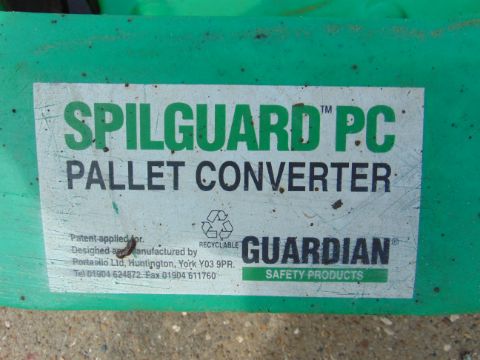 SPILGUARD™ PC
PALLET CONVERTER
Patent applied for.
Designed and manufactured by
Portasilo Ltd, Huntington, York YO3 9PR.
Tel 01904 624872. Fax 01904 611760
RECYCLABLE
GUARDIAN®
SAFETY PRODUCTS